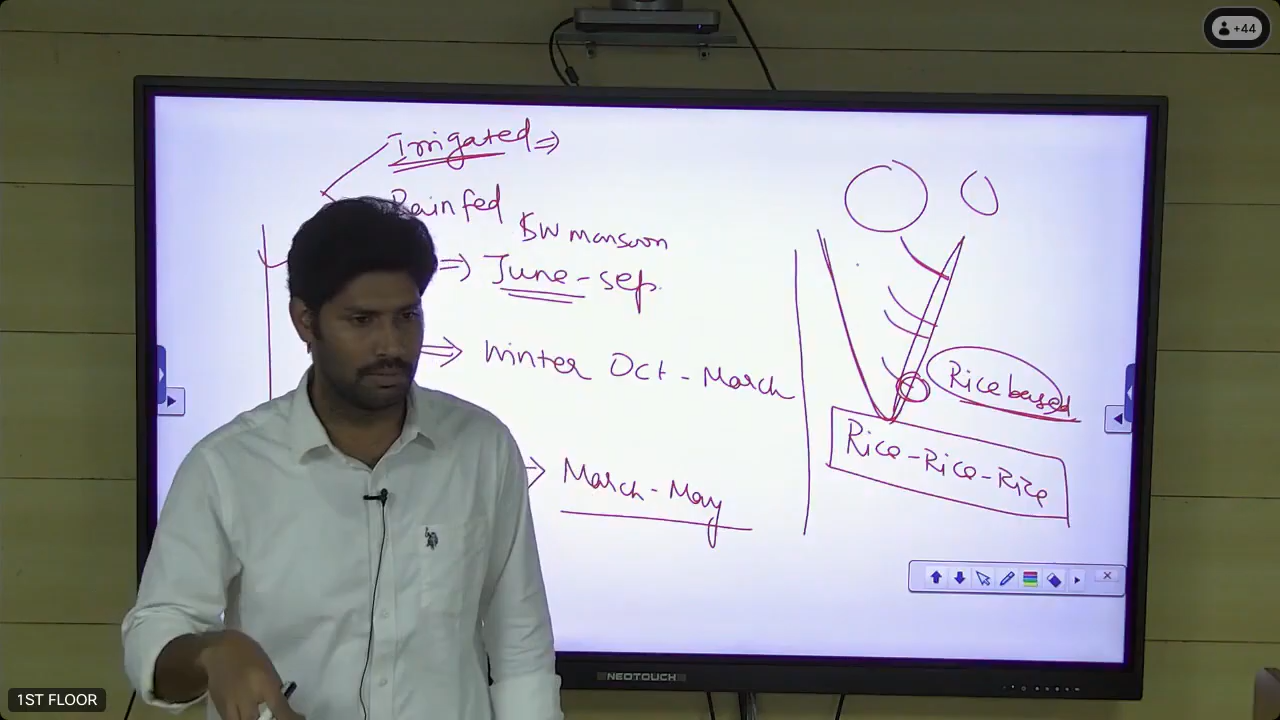 Irrigated ⇒
Rainfed
SW mansoon
⇒ June - sep.
⇒ Winter Oct - March
March - May
Rice based
Rice - Rice - Rice
NEOTOUCH
1ST FLOOR
+44